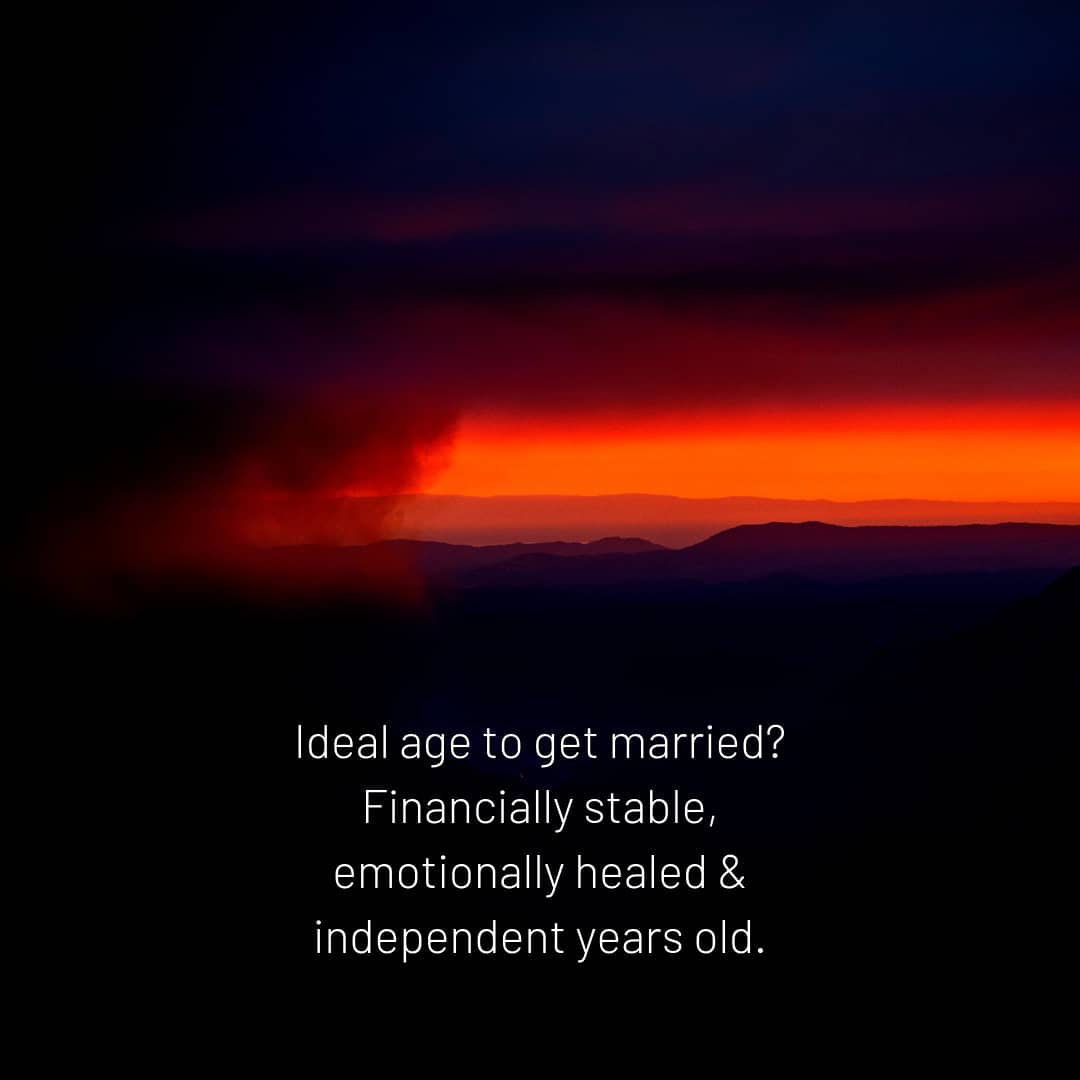 Ideal age to get married?
Financially stable,
emotionally healed &
independent years old.